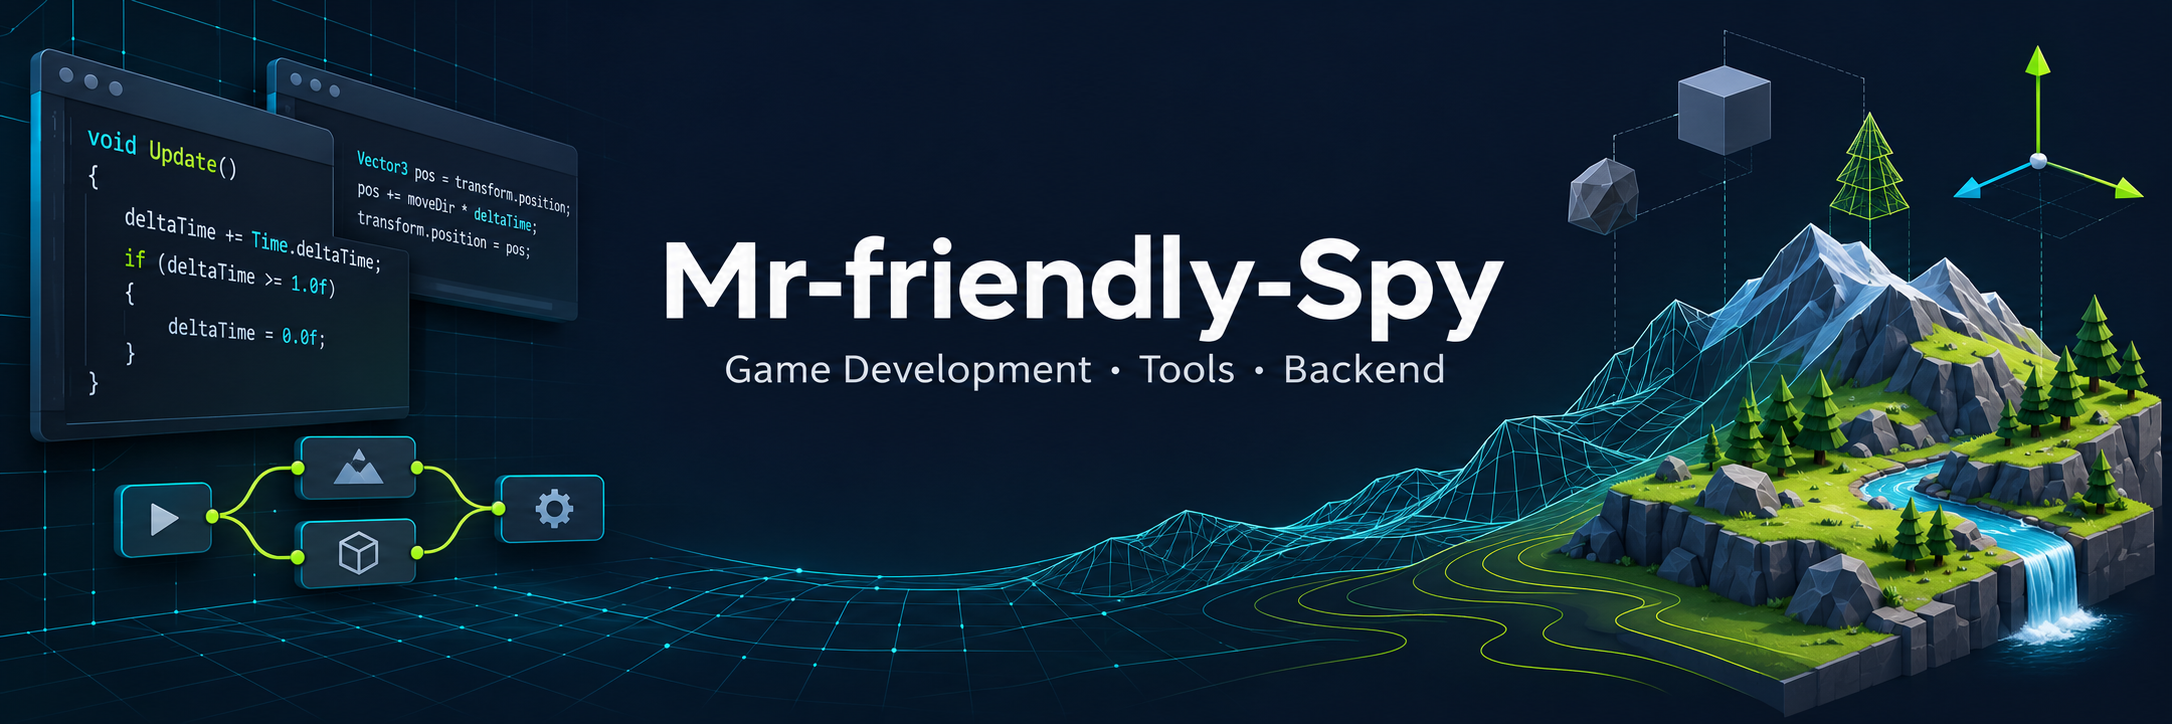 void Update()
{
deltaTime += Time.deltaTime;
if (deltaTime >= 1.0f)
{
deltaTime = 0.0f;
}
}
Vector3 pos = transform.position;
pos += moveDir * deltaTime;
transform.position = pos;
Mr-friendly-Spy
Game Development • Tools • Backend